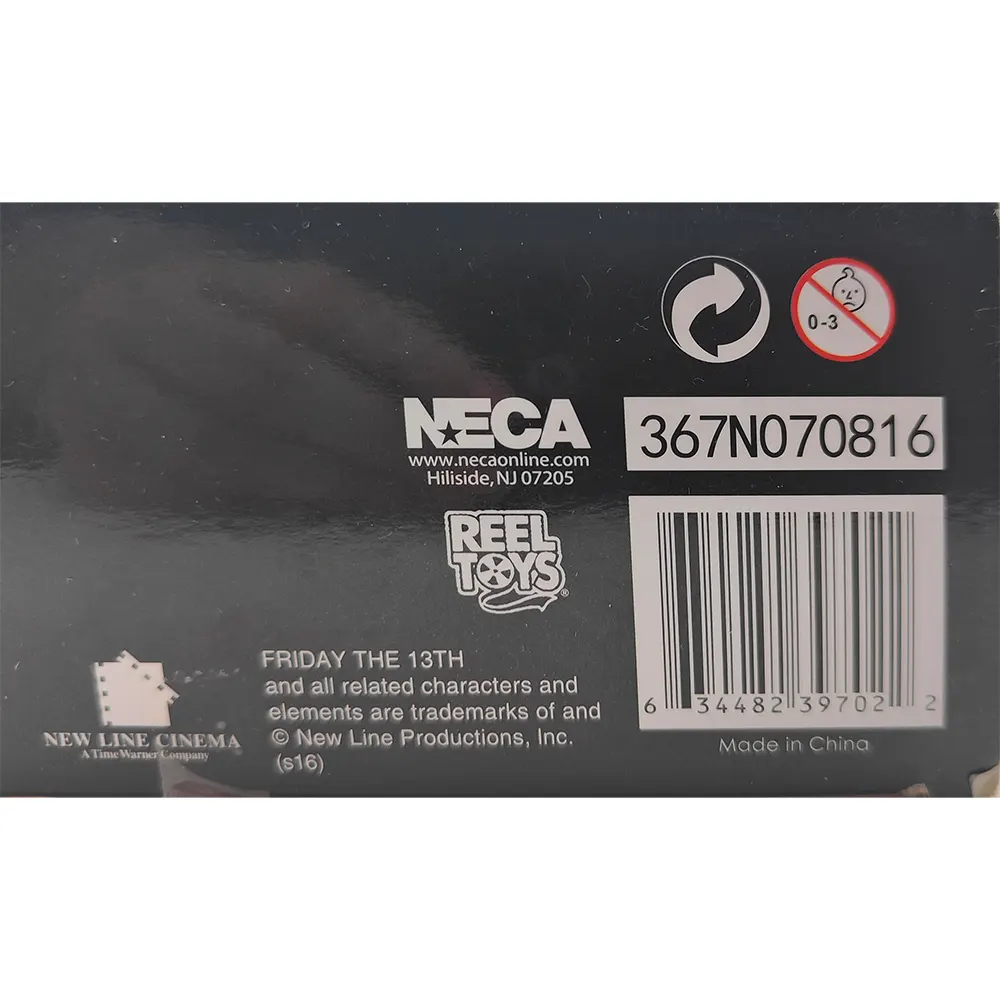 0-3
NECA
www.necaonline.com
Hiliside, NJ 07205
367N070816
REEL
TOYS®
6 34482 39702 2
Made in China
NEW LINE CINEMA
A Time Warner Company
FRIDAY THE 13TH
and all related characters and
elements are trademarks of and
© New Line Productions, Inc.
(s16)